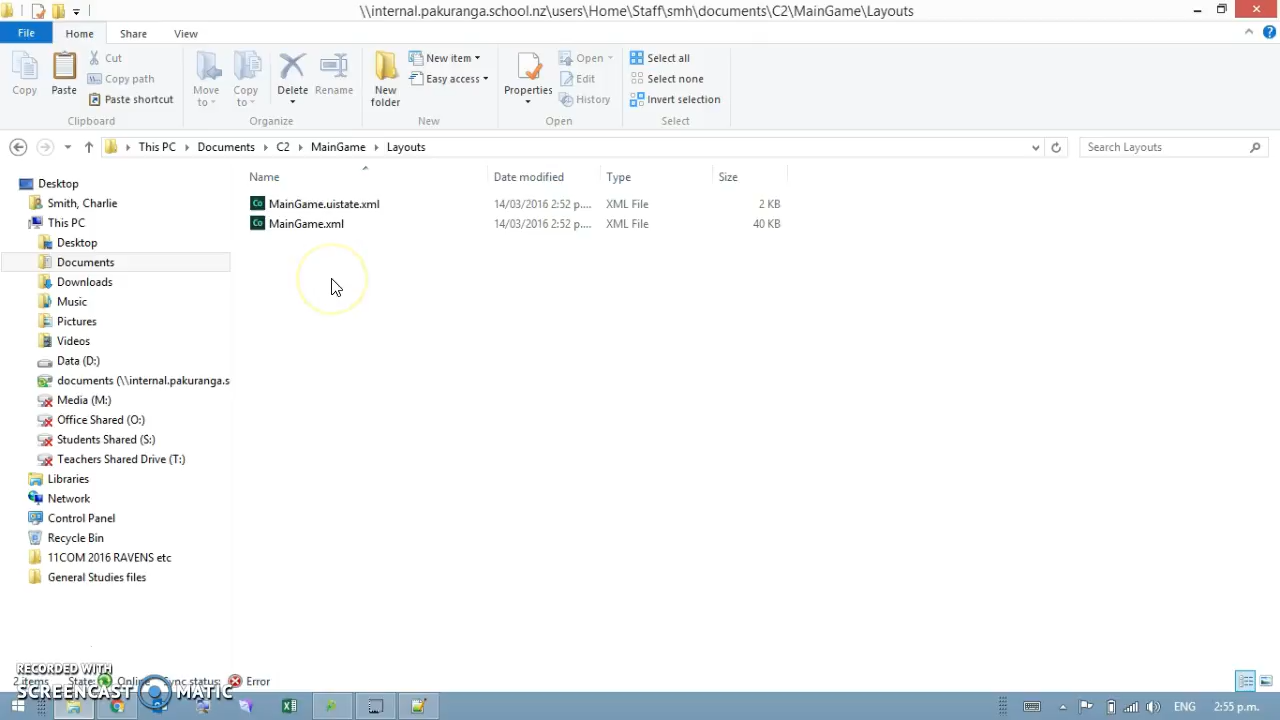 \\internal.pakuranga.school.nz\users\Home\Staff\smh\documents\C2\MainGame\Layouts
File Home Share View
Copy
Paste
Cut
Copy path
Paste shortcut
Clipboard
Move to
Copy to
Delete
Rename
Organize
New folder
New item
Easy access
New
Properties
Open
Edit
History
Open
Select all
Select none
Invert selection
Select
This PC Documents C2 MainGame Layouts
Search Layouts
Name Date modified Type Size
MainGame.uistate.xml 14/03/2016 2:52 p.... XML File 2 KB
MainGame.xml 14/03/2016 2:52 p.... XML File 40 KB
Desktop
Smith, Charlie
This PC
Desktop
Documents
Downloads
Music
Pictures
Videos
Data (D:)
documents (\\internal.pakuranga.s
Media (M:)
Office Shared (O:)
Students Shared (S:)
Teachers Shared Drive (T:)
Libraries
Network
Control Panel
Recycle Bin
11COM 2016 RAVENS etc
General Studies files
RECORDED WITH
SCREENCAST MATIC
2 items State: Online Sync status: Error
ENG 2:55 p.m.